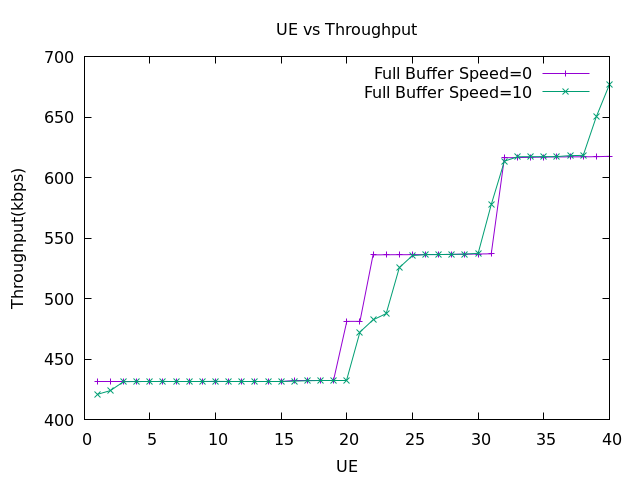 UE vs Throughput
Full Buffer Speed=0
Full Buffer Speed=10
Throughput(kbps)
700
650
600
550
500
450
400
0 5 10 15 20 25 30 35 40
UE